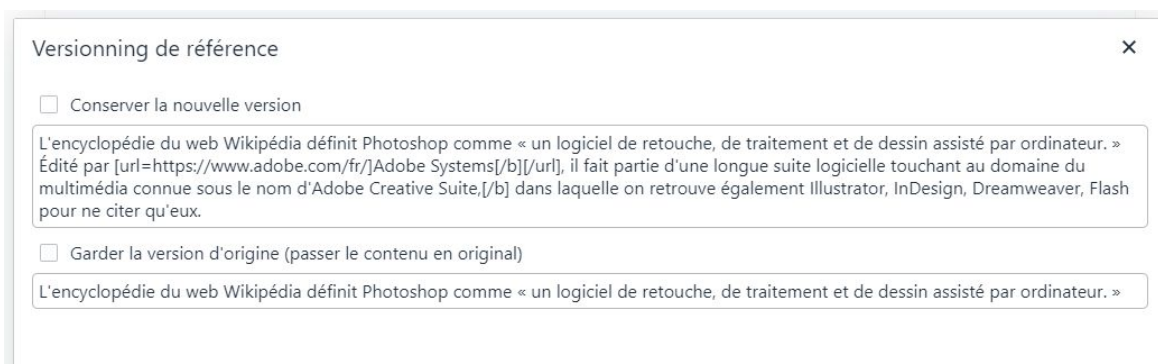 Versionning de référence
Conserver la nouvelle version
L'encyclopédie du web Wikipédia définit Photoshop comme « un logiciel de retouche, de traitement et de dessin assisté par ordinateur. »
Édité par [url=https://www.adobe.com/fr/]Adobe Systems[/b][/url], il fait partie d'une longue suite logicielle touchant au domaine du
multimédia connue sous le nom d'Adobe Creative Suite,[/b] dans laquelle on retrouve également Illustrator, InDesign, Dreamweaver, Flash
pour ne citer qu'eux.
Garder la version d'origine (passer le contenu en original)
L'encyclopédie du web Wikipédia définit Photoshop comme « un logiciel de retouche, de traitement et de dessin assisté par ordinateur. »